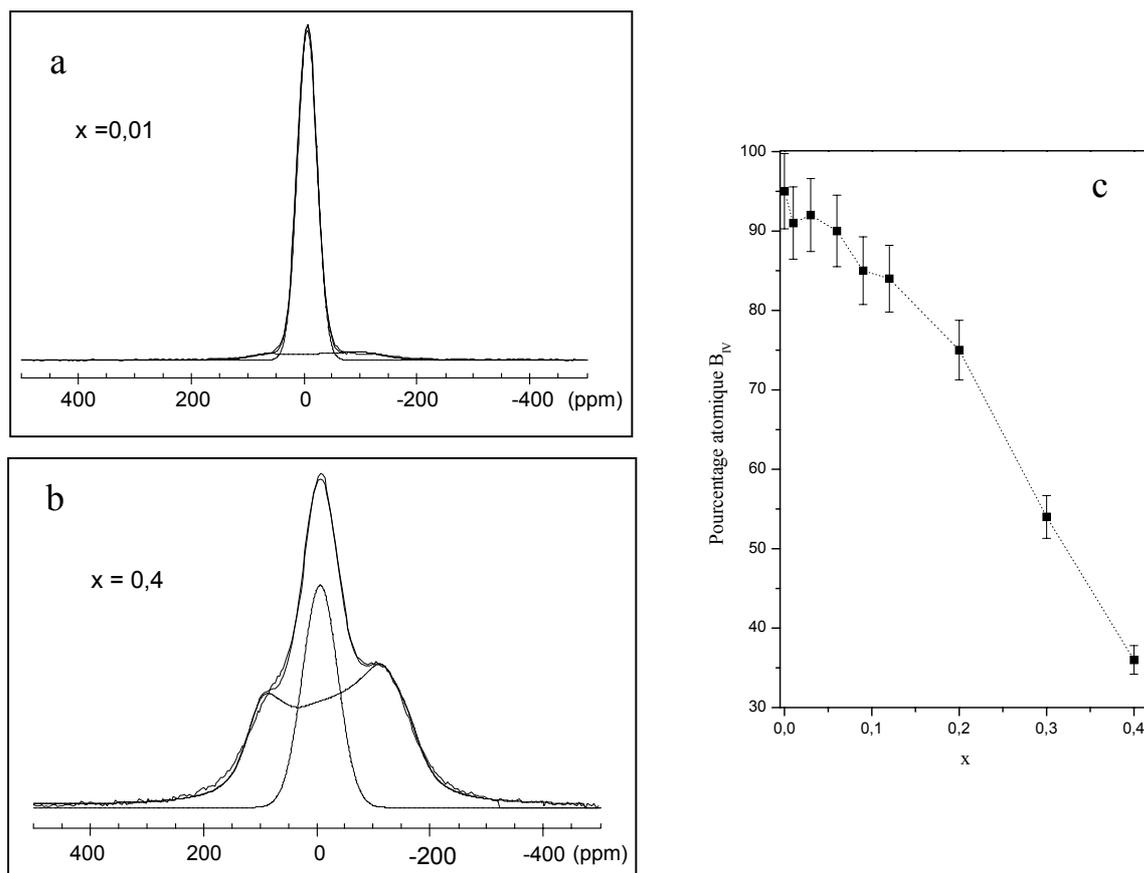 a
x =0,01
400 200 0 -200 -400 (ppm)
b
x = 0,4
400 200 0 -200 -400 (ppm)
c
Pourcentage atomique B_IV
100
90
80
70
60
50
40
30
0,0 0,1 0,2 0,3 0,4
x